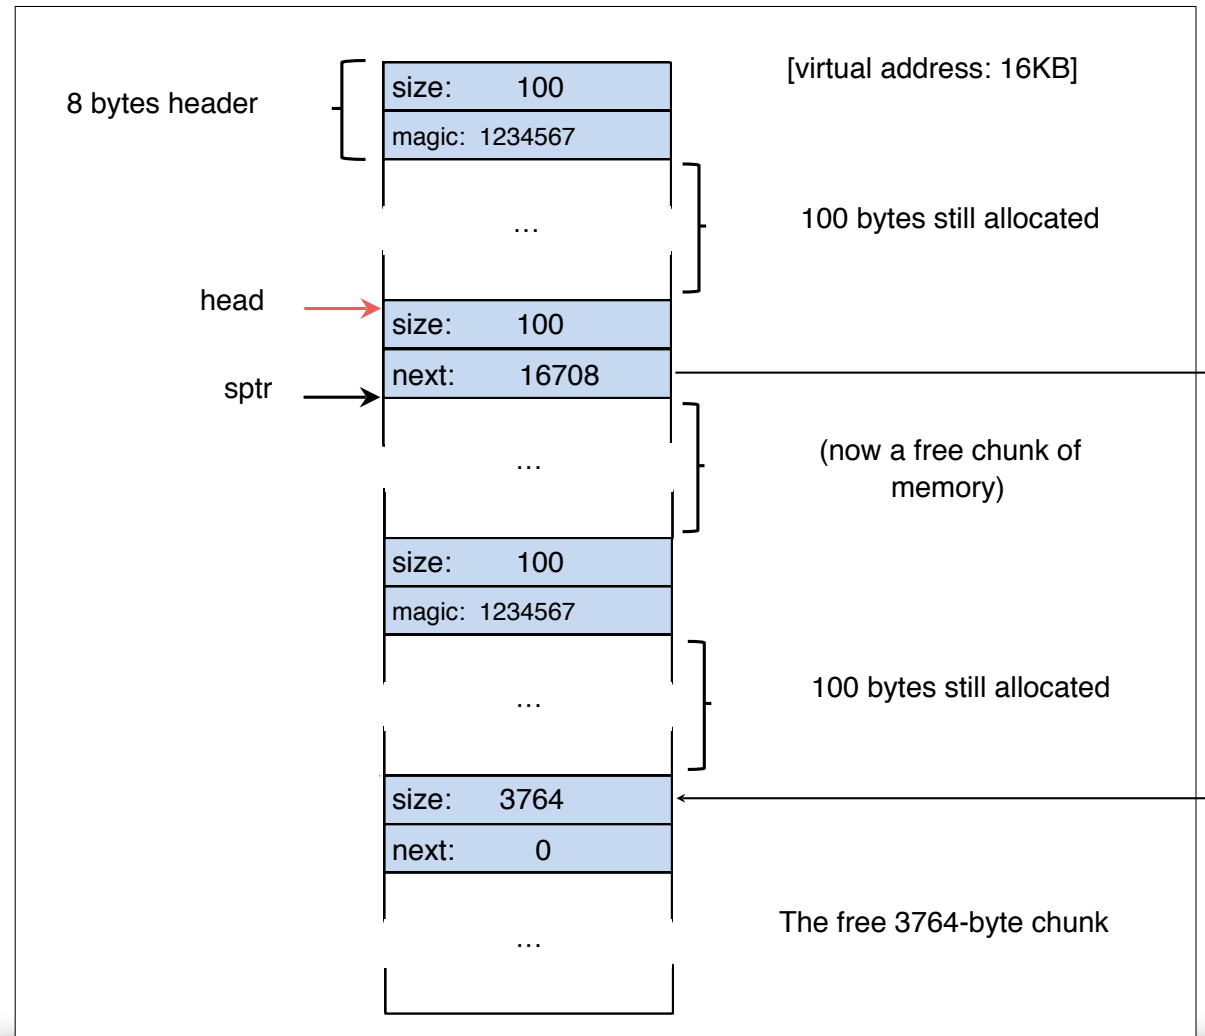 [virtual address: 16KB]
8 bytes header
size: 100
magic: 1234567
...
100 bytes still allocated
head
size: 100
next: 16708
sptr
...
(now a free chunk of
memory)
size: 100
magic: 1234567
...
100 bytes still allocated
size: 3764
next: 0
...
The free 3764-byte chunk